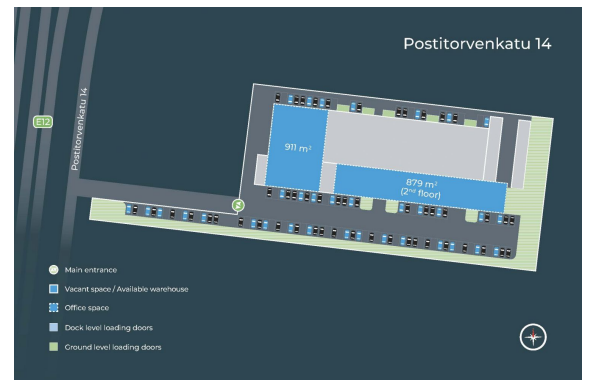 Postitorvenkatu 14
E12
Postitorvenkatu 14
911 m²
879 m²
(2nd floor)
Main entrance
Vacant space / Available warehouse
Office space
Dock level loading doors
Ground level loading doors